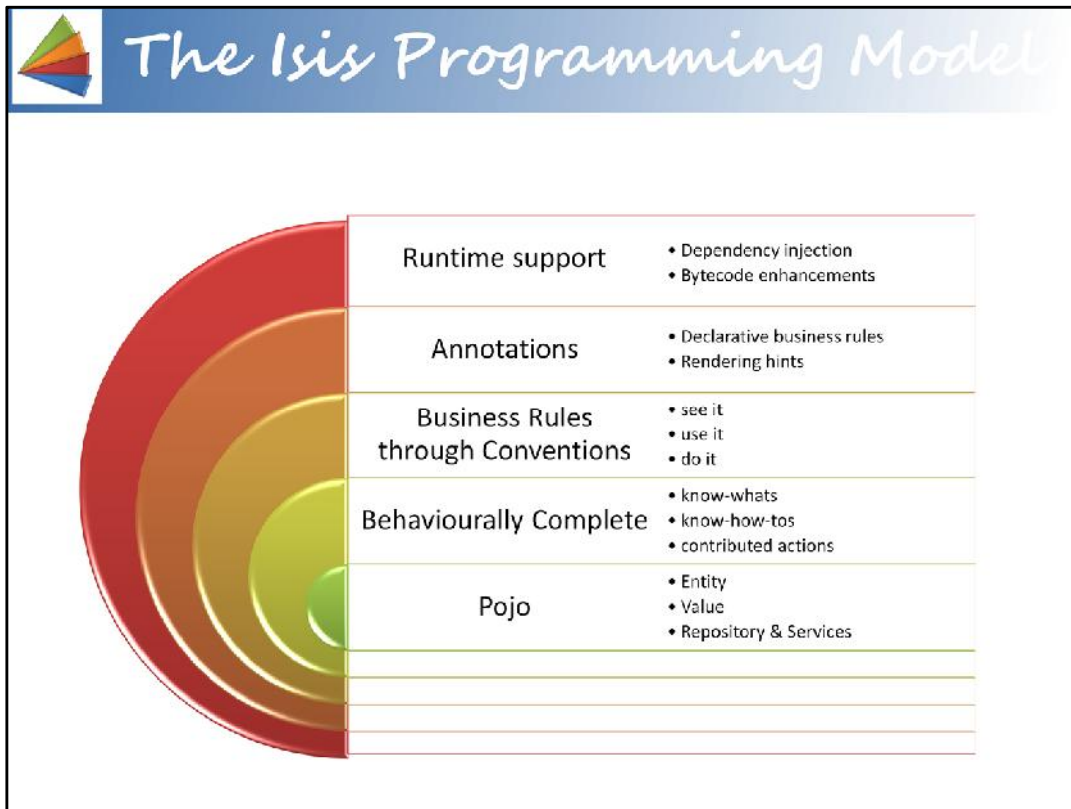 The Isis Programming Model
Runtime support
• Dependency injection
• Bytecode enhancements
Annotations
• Declarative business rules
• Rendering hints
Business Rules
through Conventions
• see it
• use it
• do it
Behaviourally Complete
• know-whats
• know-how-tos
• contributed actions
Pojo
• Entity
• Value
• Repository & Services